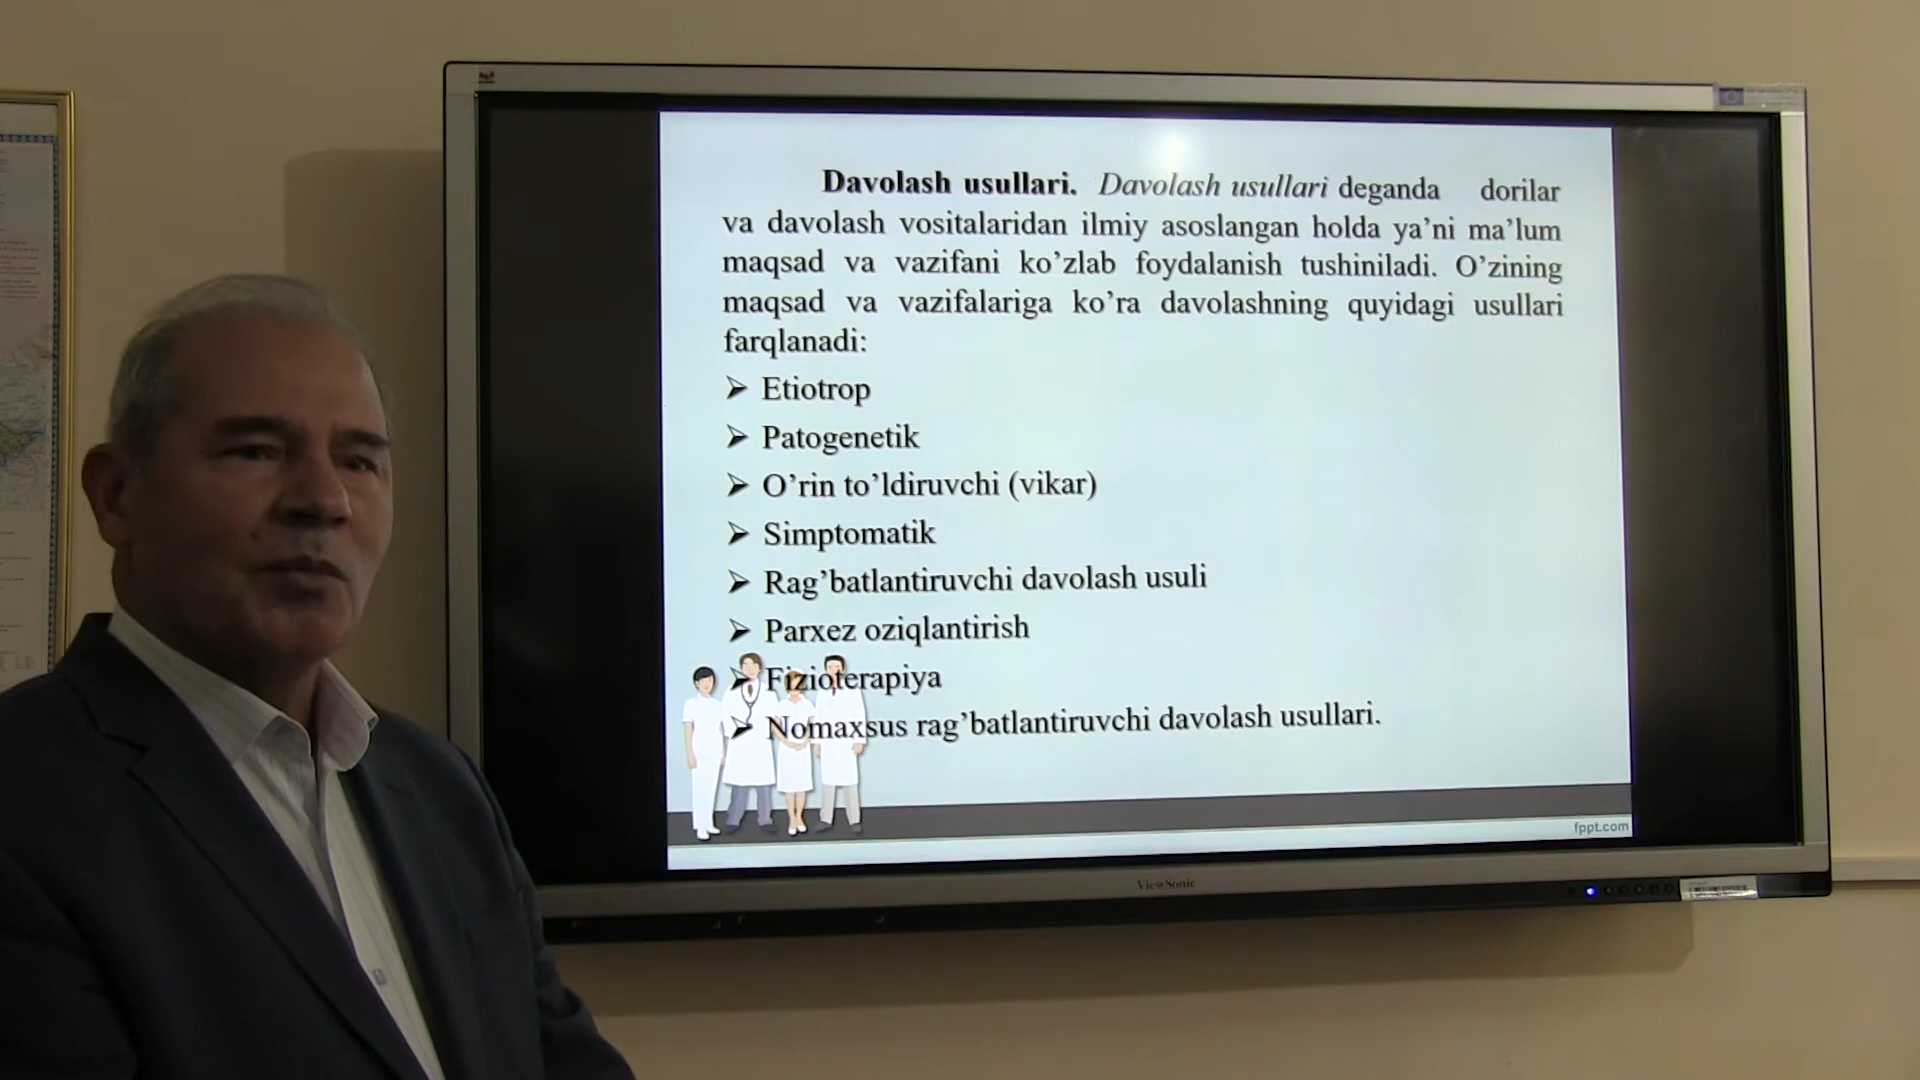 Davolash usullari. Davolash usullari deganda dorilar
va davolash vositalaridan ilmiy asoslangan holda ya’ni ma’lum
maqsad va vazifani ko’zlab foydalanish tushiniladi. O’zining
maqsad va vazifalariga ko’ra davolashning quyidagi usullari
farqlanadi:
Etiotrop
Patogenetik
O’rin to’ldiruvchi (vikar)
Simptomatik
Rag’batlantiruvchi davolash usuli
Parxez oziqlantirish
Fizioterapiya
Nomaxsus rag’batlantiruvchi davolash usullari.
fppt.com
ViewSonic